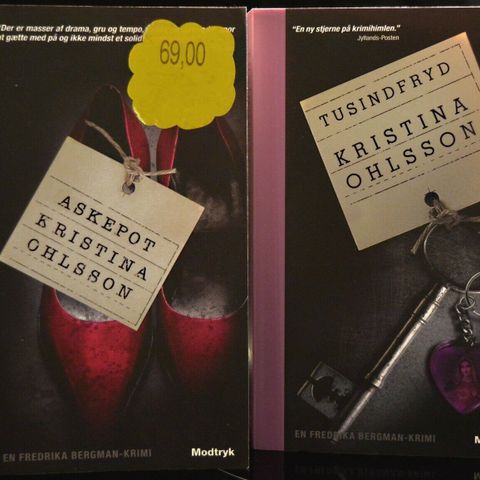 "Der er masser af drama, gru og tempo,
at gætte med på og ikke mindst et solid
69,00
ASKEPOT
KRISTINA
OHLSSON
EN FREDRIKA BERGMAN-KRIMI
Modtryk
"En ny stjerne på krimihimlen."
Jyllands-Posten
TUSINDFRYD
KRISTINA
OHLSSON
EN FREDRIKA BERGMAN-KRIMI
M